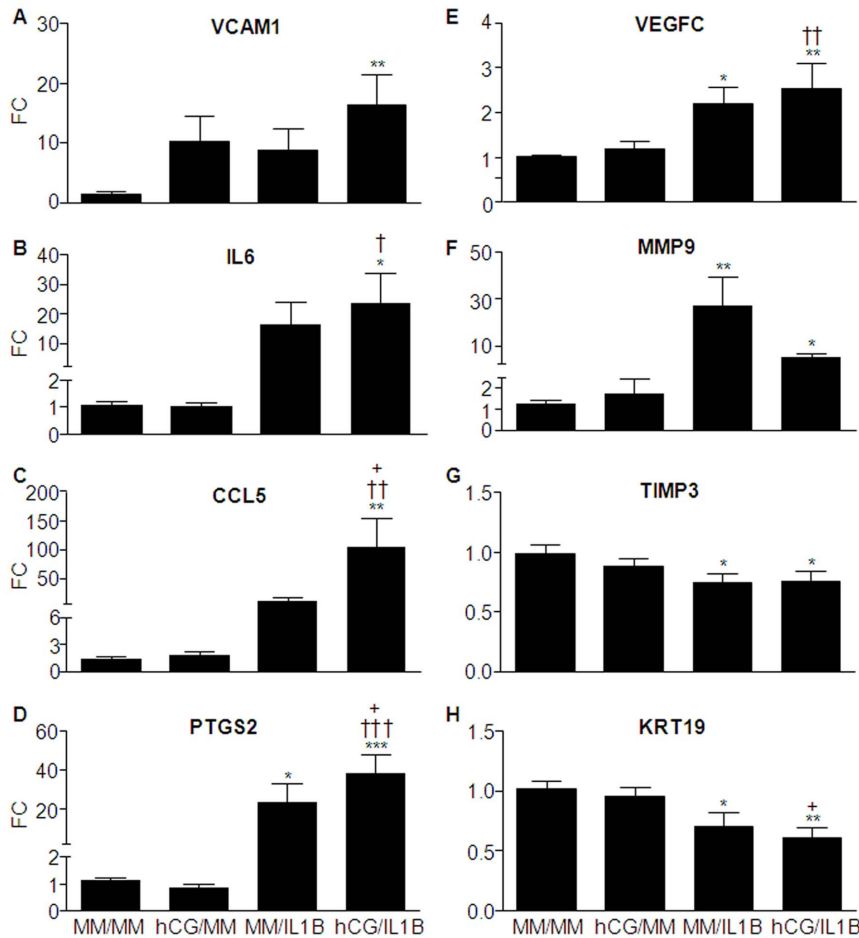 A
VCAM1
30
20
10
0
FC
**
B
IL6
40
30
20
10
2
1
0
FC
†
*
C
CCL5
200
150
100
50
6
3
0
FC
+
††
**
D
PTGS2
60
40
20
2
1
0
FC
*
+
†††
***
MM/MM hCG/MM MM/IL1B hCG/IL1B
E
VEGFC
4
3
2
1
0
*
††
**
F
MMP9
50
30
10
2
1
0
**
*
G
TIMP3
1.5
1.0
0.5
0.0
*
*
H
KRT19
1.5
1.0
0.5
0.0
*
+
**
MM/MM hCG/MM MM/IL1B hCG/IL1B